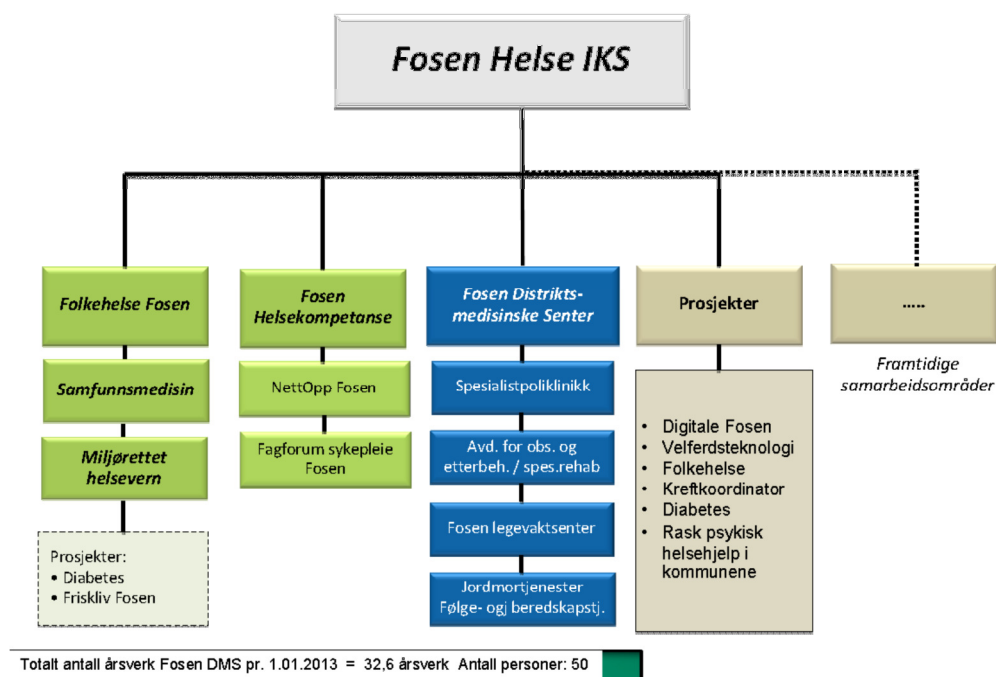 Fosen Helse IKS
Folkehelse Fosen
Samfunnsmedisin
Miljørettet
helsevern
Prosjekter:
• Diabetes
• Friskliv Fosen
Fosen
Helsekompetanse
NettOpp Fosen
Fagforum sykepleie
Fosen
Fosen Distrikts-
medisinske Senter
Spesialistpoliklinikk
Avd. for obs. og
etterbeh. / spes.rehab
Fosen legevaktsenter
Jordmortjenester
Følge- ogj beredskapstj.
Prosjekter
• Digitale Fosen
• Velferdsteknologi
• Folkehelse
• Kreftkoordinator
• Diabetes
• Rask psykisk
helsehjelp i
kommunene
.....
Framtidige
samarbeidsområder
Totalt antall årsverk Fosen DMS pr. 1.01.2013 = 32,6 årsverk Antall personer: 50